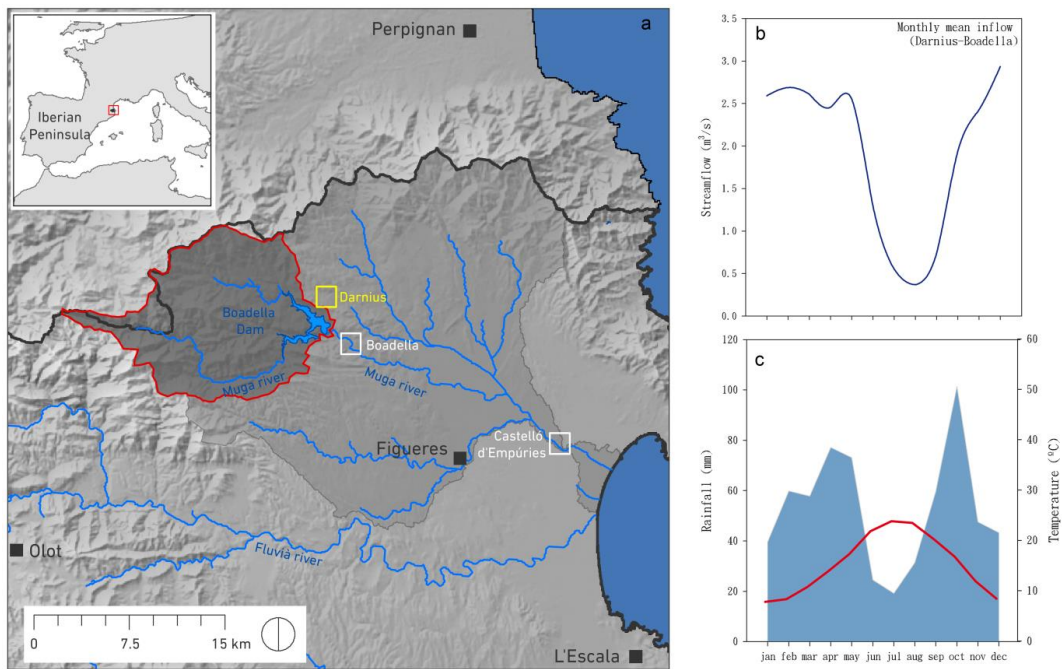 a
Perpignan
Iberian
Peninsula
Darnius
Boadella
Dam
Boadella
Muga river
Muga river
Castelló
d'Empúries
Figueres
Olot
Fluvià river
0 7.5 15 km
L'Escala
b
Monthly mean inflow
(Darnius-Boadella)
Streamflow (m³/s)
3.5
3.0
2.5
2.0
1.5
1.0
0.5
0.0
c
Rainfall (mm)
120
100
80
60
40
20
0
Temperature (ºC)
60
50
40
30
20
10
0
jan feb mar apr may jun jul aug sep oct nov dec